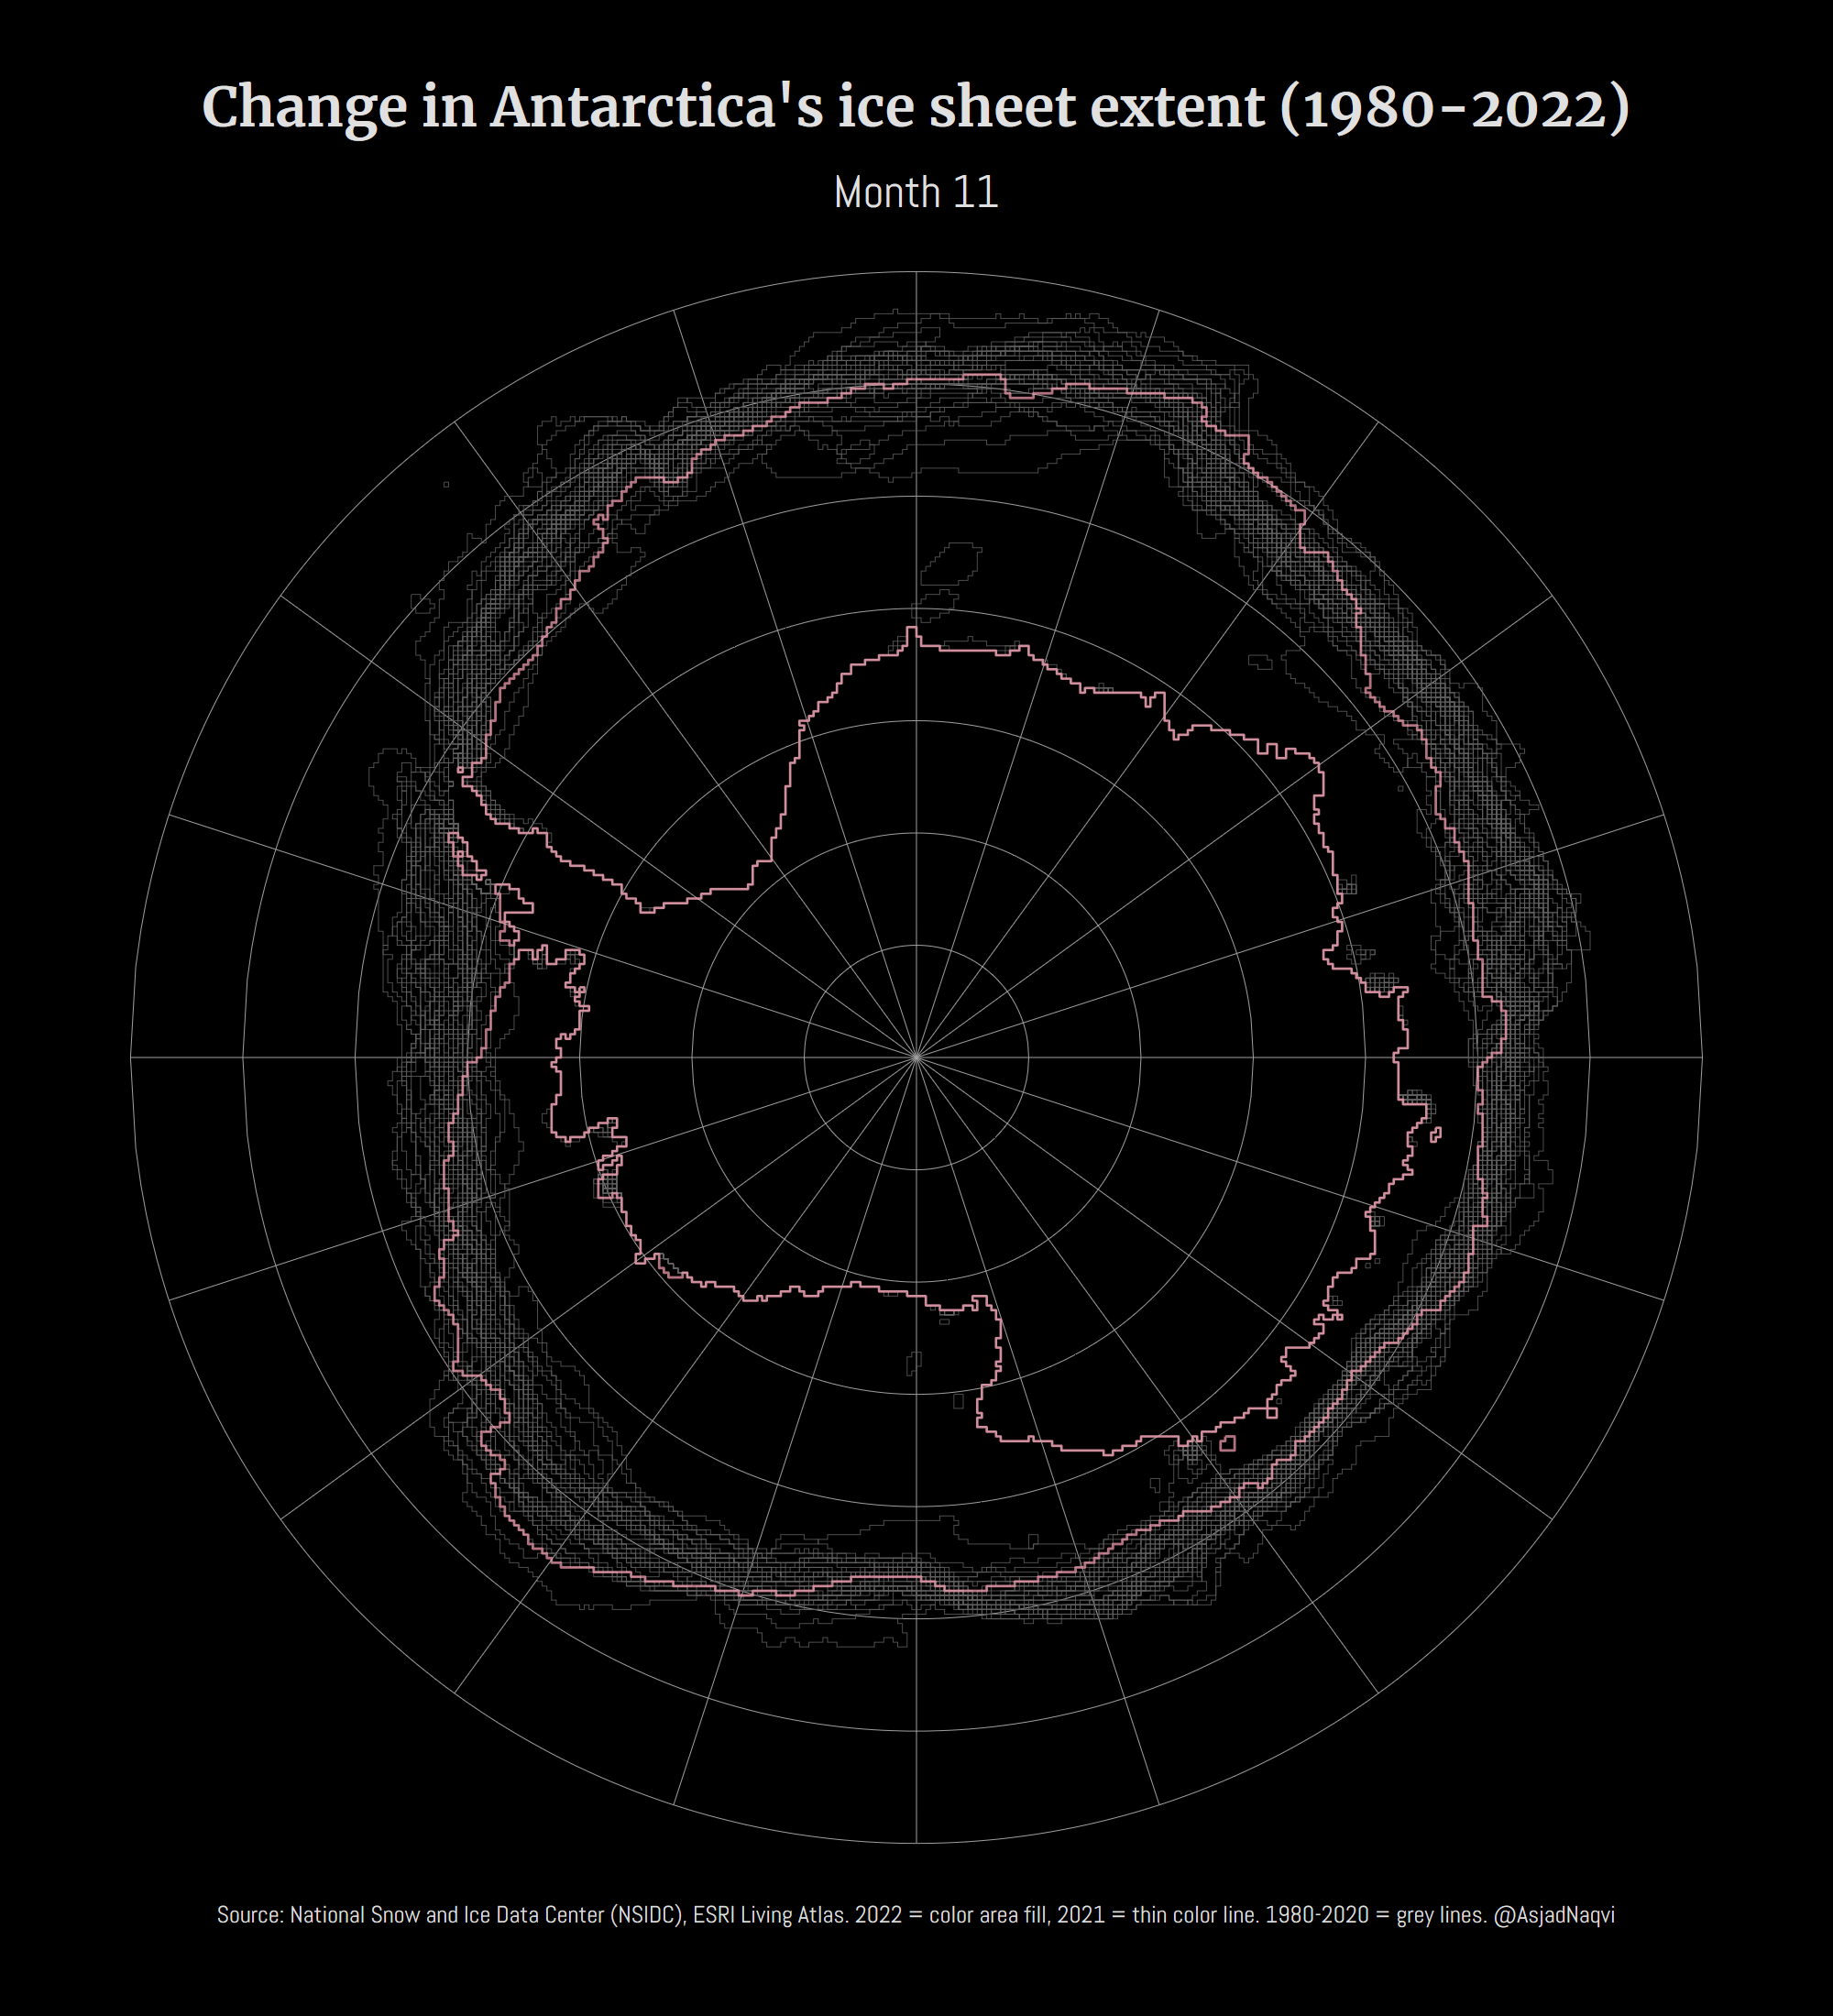 Change in Antarctica's ice sheet extent (1980-2022)
Month 11
Source: National Snow and Ice Data Center (NSIDC), ESRI Living Atlas. 2022 = color area fill, 2021 = thin color line. 1980-2020 = grey lines. @AsjadNaqvi